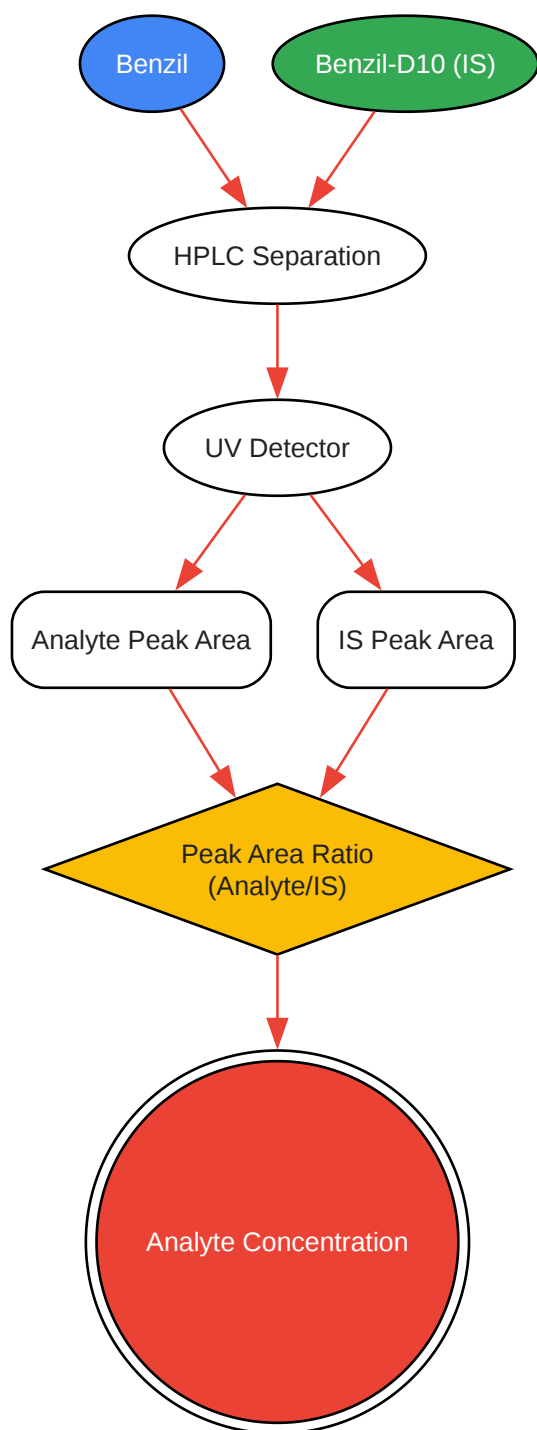 Benzil
Benzil-D10 (IS)
HPLC Separation
UV Detector
Analyte Peak Area
IS Peak Area
Peak Area Ratio
(Analyte/IS)
Analyte Concentration